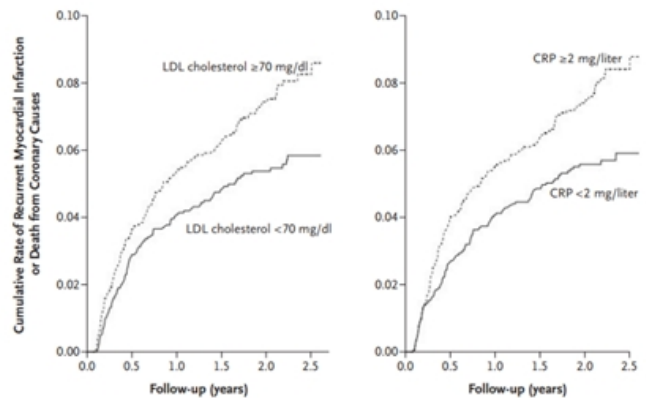 Cumulative Rate of Recurrent Myocardial Infarction
or Death from Coronary Causes
0.10
0.08
0.06
0.04
0.02
0.00
LDL cholesterol ≥70 mg/dl
LDL cholesterol <70 mg/dl
0.0 0.5 1.0 1.5 2.0 2.5
Follow-up (years)
0.10
0.08
0.06
0.04
0.02
0.00
CRP ≥2 mg/liter
CRP <2 mg/liter
0.0 0.5 1.0 1.5 2.0 2.5
Follow-up (years)